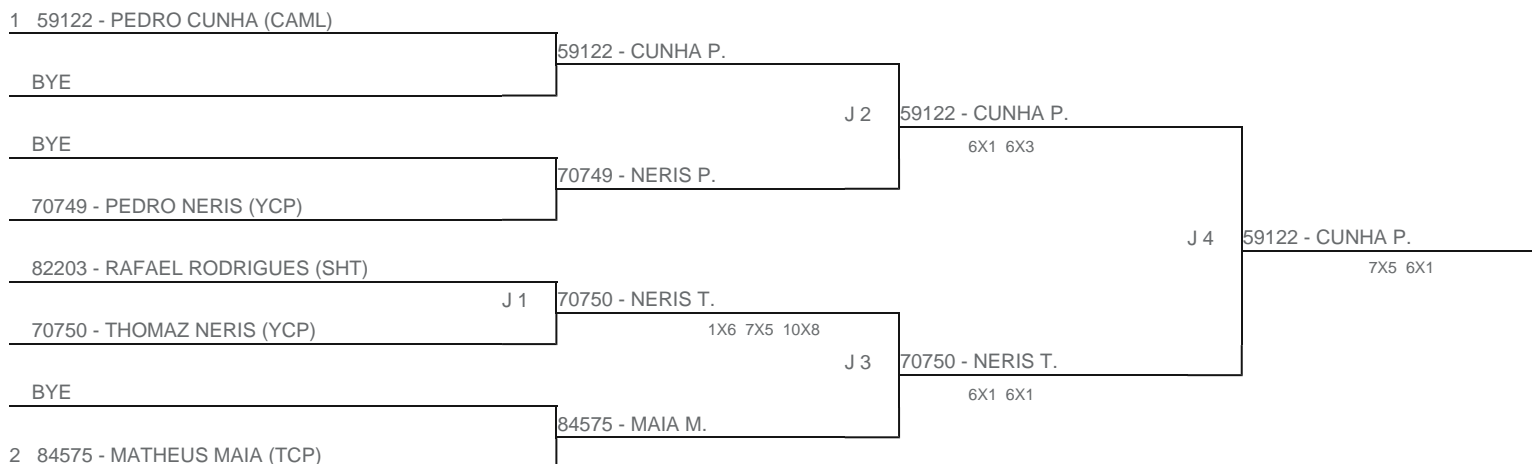 1 59122 - PEDRO CUNHA (CAML)
59122 - CUNHA P.
BYE
J 2
59122 - CUNHA P.
6X1 6X3
BYE
70749 - NERIS P.
70749 - PEDRO NERIS (YCP)
J 4
59122 - CUNHA P.
7X5 6X1
82203 - RAFAEL RODRIGUES (SHT)
J 1
70750 - NERIS T.
1X6 7X5 10X8
70750 - THOMAZ NERIS (YCP)
J 3
70750 - NERIS T.
6X1 6X1
BYE
84575 - MAIA M.
2 84575 - MATHEUS MAIA (TCP)